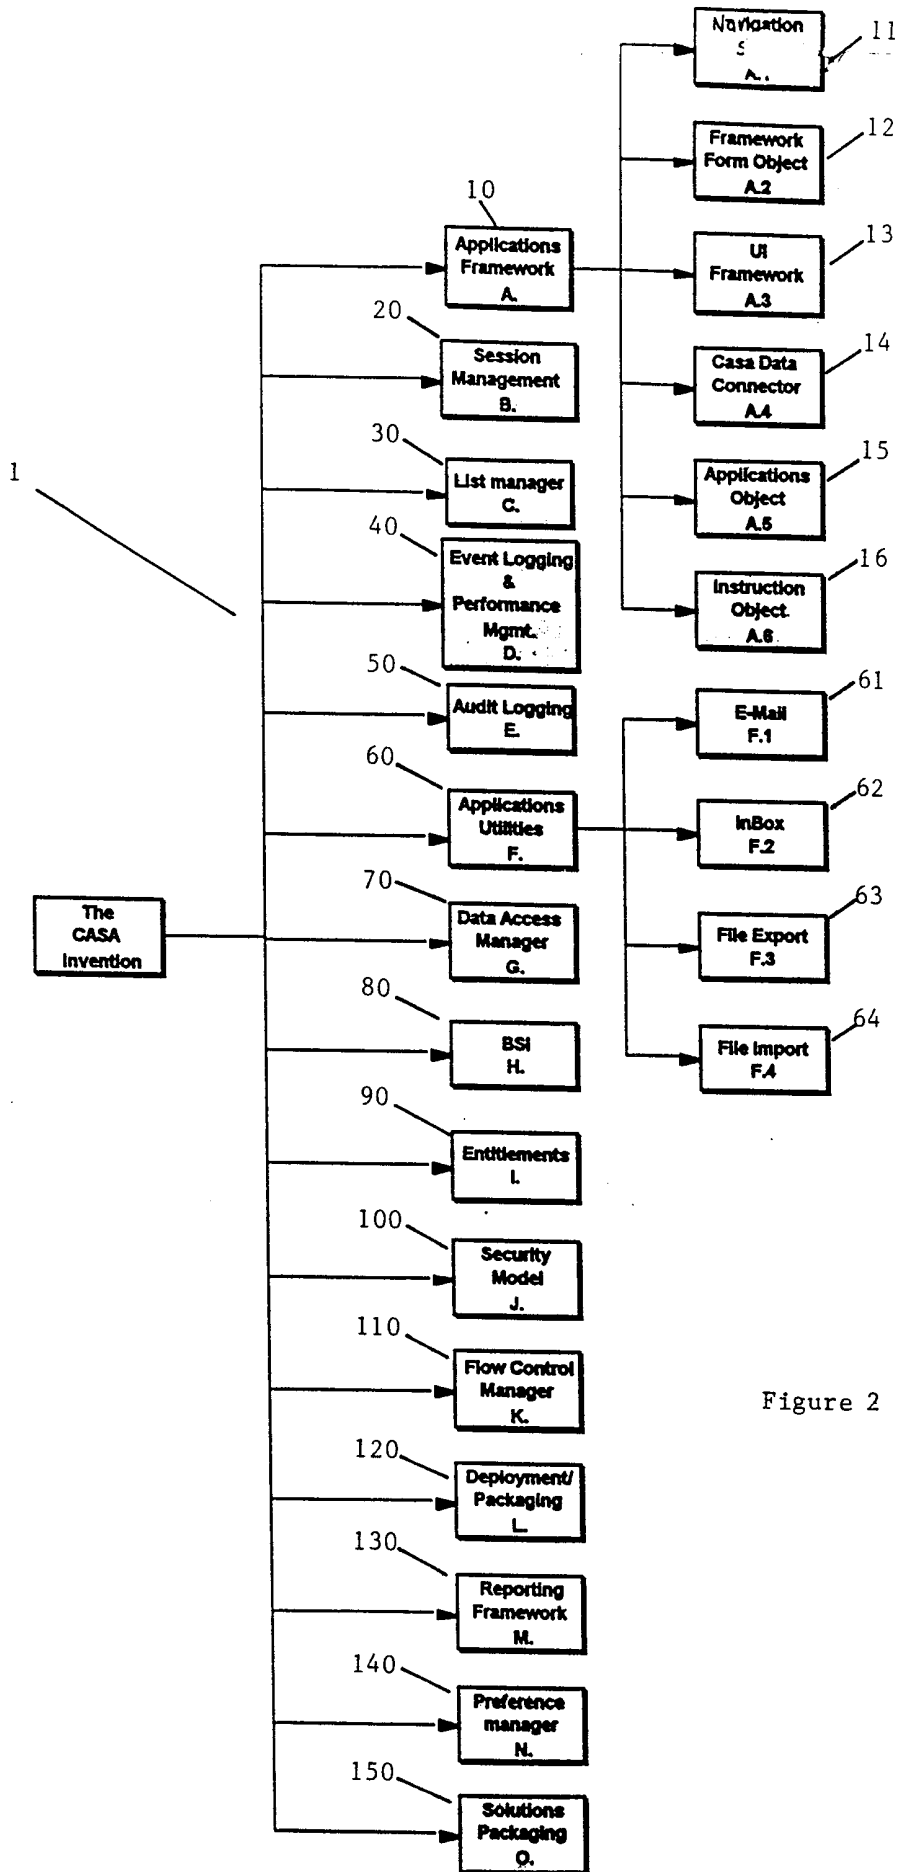 Navigation
11
Framework
Form Object
A.2
12
UI
Framework
A.3
13
Casa Data
Connector
A.4
14
Applications
Object
A.5
15
Instruction
Object.
A.6
16
10
Applications
Framework
A.
20
Session
Management
B.
30
List manager
C.
40
Event Logging
&
Performance
Mgmt.
D.
50
Audit Logging
E.
60
Applications
Utilities
F.
E-Mail
F.1
61
InBox
F.2
62
File Export
F.3
63
File Import
F.4
64
70
Data Access
Manager
G.
80
BSI
H.
90
Entitlements
I.
100
Security
Model
J.
110
Flow Control
Manager
K.
120
Deployment/
Packaging
L.
130
Reporting
Framework
M.
140
Preference
manager
N.
150
Solutions
Packaging
O.
1
The
CASA
Invention
Figure 2